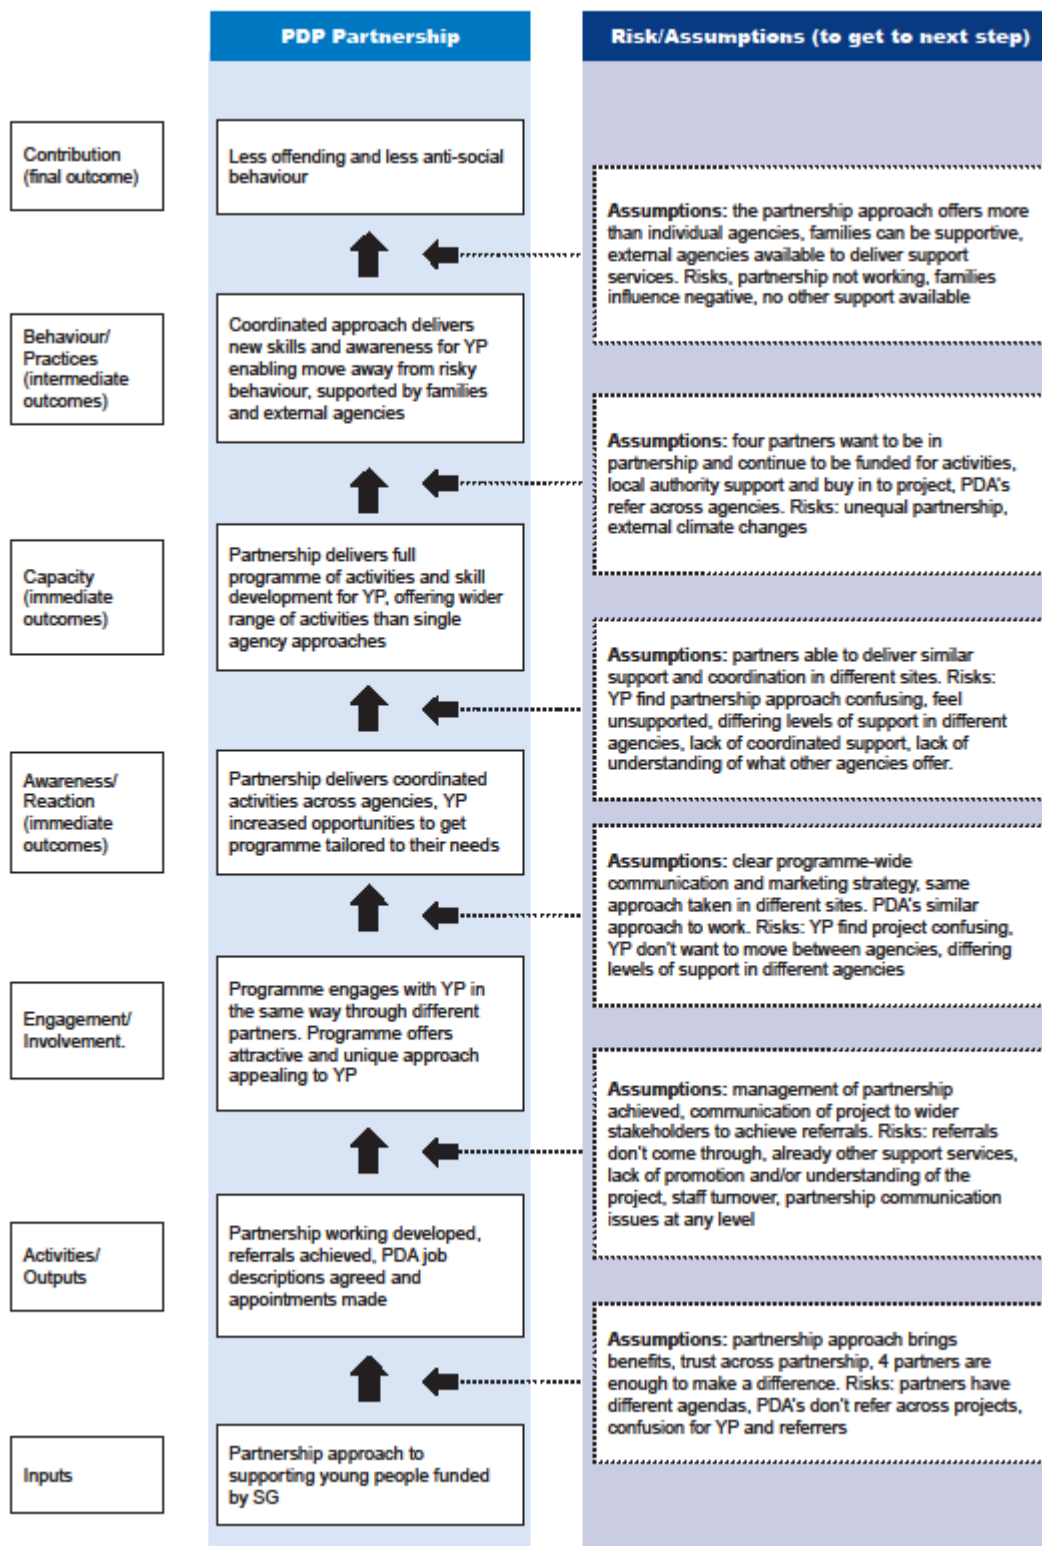 PDP Partnership
Risk/Assumptions (to get to next step)
Contribution
(final outcome)
Less offending and less anti-social
behaviour
Assumptions: the partnership approach offers more
than individual agencies, families can be supportive,
external agencies available to deliver support
services. Risks, partnership not working, families
influence negative, no other support available
Behaviour/
Practices
(intermediate
outcomes)
Coordinated approach delivers
new skills and awareness for YP
enabling move away from risky
behaviour, supported by families
and external agencies
Assumptions: four partners want to be in
partnership and continue to be funded for activities,
local authority support and buy in to project, PDA's
refer across agencies. Risks: unequal partnership,
external climate changes
Capacity
(immediate
outcomes)
Partnership delivers full
programme of activities and skill
development for YP, offering wider
range of activities than single
agency approaches
Assumptions: partners able to deliver similar
support and coordination in different sites. Risks:
YP find partnership approach confusing, feel
unsupported, differing levels of support in different
agencies, lack of coordinated support, lack of
understanding of what other agencies offer.
Awareness/
Reaction
(immediate
outcomes)
Partnership delivers coordinated
activities across agencies, YP
increased opportunities to get
programme tailored to their needs
Assumptions: clear programme-wide
communication and marketing strategy, same
approach taken in different sites. PDA's similar
approach to work. Risks: YP find project confusing,
YP don't want to move between agencies, differing
levels of support in different agencies
Engagement/
Involvement.
Programme engages with YP in
the same way through different
partners. Programme offers
attractive and unique approach
appealing to YP
Assumptions: management of partnership
achieved, communication of project to wider
stakeholders to achieve referrals. Risks: referrals
don't come through, already other support services,
lack of promotion and/or understanding of the
project, staff turnover, partnership communication
issues at any level
Activities/
Outputs
Partnership working developed,
referrals achieved, PDA job
descriptions agreed and
appointments made
Assumptions: partnership approach brings
benefits, trust across partnership, 4 partners are
enough to make a difference. Risks: partners have
different agendas, PDA's don't refer across projects,
confusion for YP and referrers
Inputs
Partnership approach to
supporting young people funded
by SG